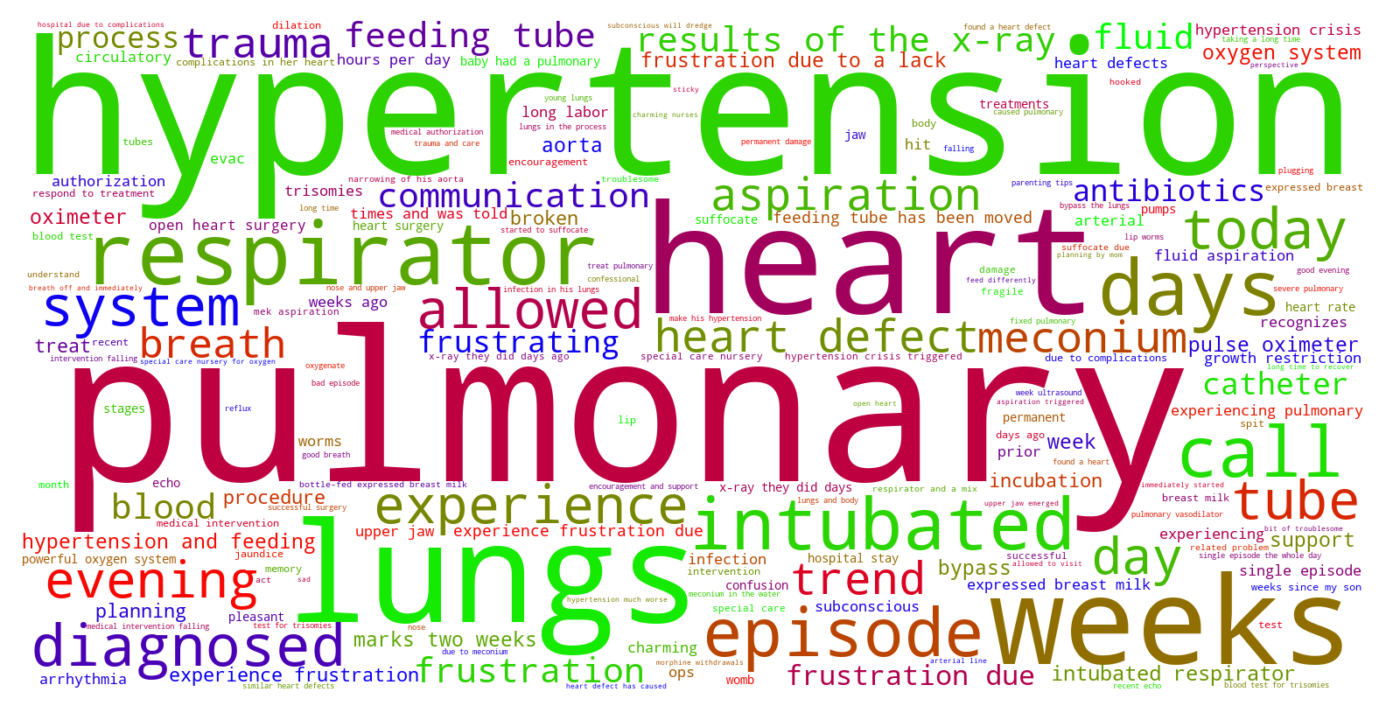 hospital due to complications
dilation
subconscious will dredge
found a heart defect
hypertension crisis
process
trauma
feeding tube
results of the x-ray
fluid
taking a long time
circulatory
complications in her heart
hours per day
baby had a pulmonary
frustration due to a lack
heart defects
oxygen system
perspective
hypertension
sticky
hooked
young lungs
long labor
charming nurses
treatments
caused pulmonary
tubes
medical authorization
lungs in the process
trauma and care
aorta
permanent damage
jaw
body
hit
falling
evac
encouragement
plugging
authorization
narrowing of his aorta
troublesome
parenting tips
respond to treatment
trisomies
communication
aspiration
antibiotics
expressed breast
oximeter
long time
times and was told
broken
bypass the lungs
pumps
open heart surgery
heart surgery
started to suffocate
suffocate
feeding tube has been moved
arterial
today
blood test
respirator
heart
lip worms
suffocate due
planning by mom
fluid aspiration
understand
treat pulmonary
feed differently
damage
good evening
breath off and immediately
nose and upper jaw
confessional
days
system
weeks ago
infection in his lungs
allowed
fragile
severe pulmonary
mek aspiration
make his hypertension
fixed pulmonary
heart rate
treat
recent
breath
frustrating
heart defect
meconium
recognizes
pulse oximeter
intervention falling
special care nursery for oxygen
x-ray they did days ago
special care nursery
hypertension crisis triggered
due to complications
growth restriction
oxygenate
long time to recover
pulmonary
bad episode
week ultrasound
catheter
stages
reflux
open heart
aspiration triggered
lip
permanent
experiencing pulmonary
spit
worms
good breath
days ago
prior
week
call
found a heart
month
echo
bottle-fed expressed breast milk
encouragement and support
x-ray they did days
respirator and a mix
incubation
immediately started
blood
procedure
successful surgery
experience
lungs and body
upper jaw emerged
breast milk
tube
intubated
pulmonary vasodilator
medical intervention
upper jaw
experience frustration due
bit of troublesome
hypertension and feeding
related problem
experiencing
support
powerful oxygen system
jaundice
lungs
infection
hospital stay
successful
day
single episode the whole day
evening
memory
intervention
trend
bypass
allowed to visit
single episode
act
sad
confusion
expressed breast milk
weeks since my son
hypertension much worse
meconium in the water
planning
pleasant
special care
subconscious
weeks
medical intervention falling
test for trisomies
nose
test
diagnosed
marks two weeks
charming
episode
due to meconium
morphine withdrawals
arterial line
arrhythmia
experience frustration
frustration
ops
womb
frustration due
intubated respirator
similar heart defects
heart defect has caused
recent echo
blood test for trisomies